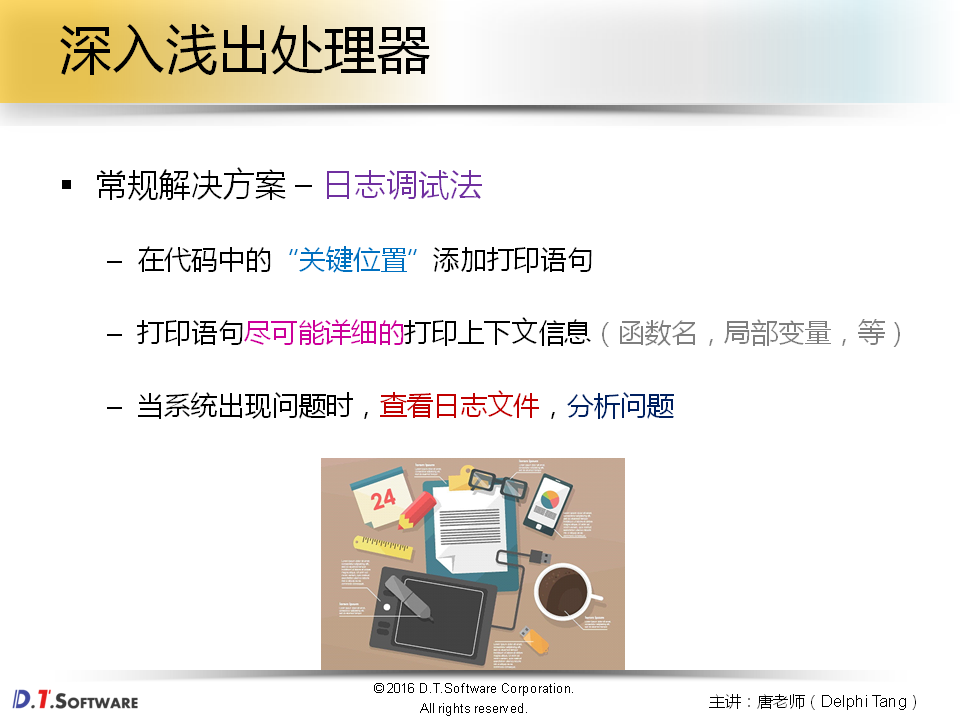 深入浅出处理器
▪ 常规解决方案 – 日志调试法
– 在代码中的“关键位置”添加打印语句
– 打印语句尽可能详细的打印上下文信息（函数名，局部变量，等）
– 当系统出现问题时，查看日志文件，分析问题
24
D.T.SOFTWARE
©2016 D.T.Software Corporation.
All rights reserved.
主讲：唐老师（Delphi Tang）